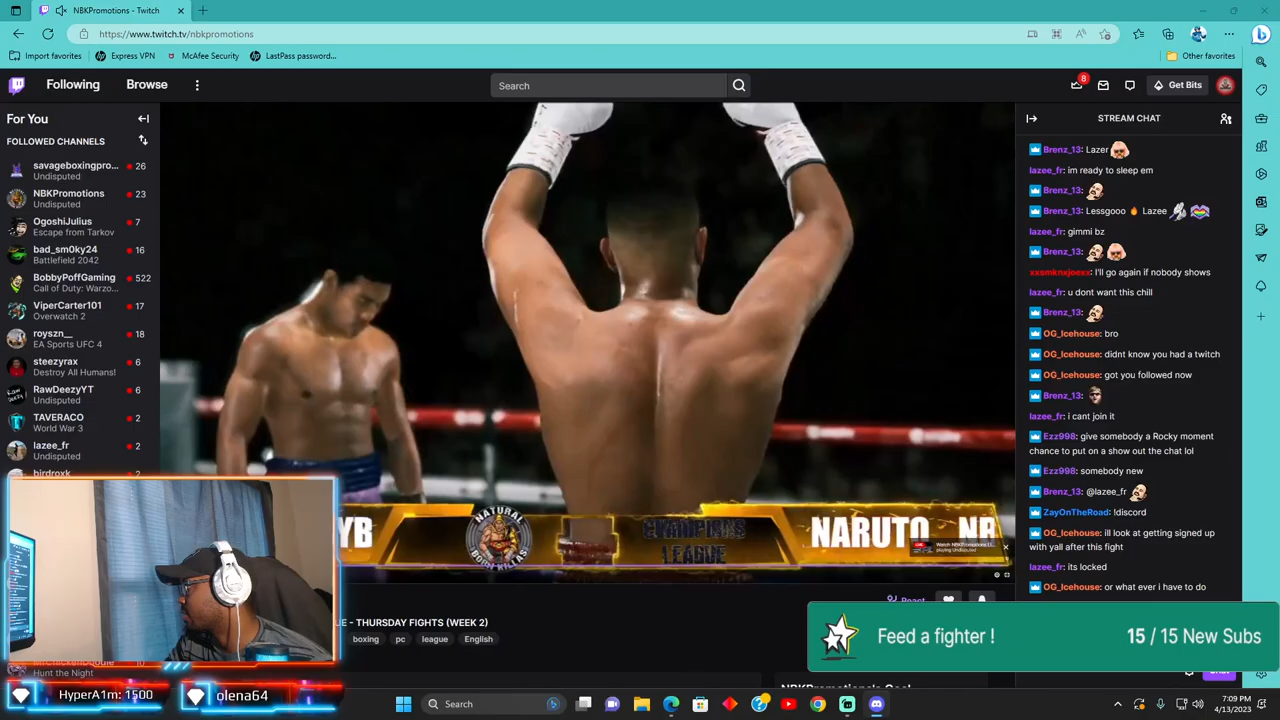 NBKPromotions - Twitch
https://www.twitch.tv/nbkpromotions
Import favorites
Express VPN
McAfee Security
LastPass password...
Other favorites
Following
Browse
Search
8
Get Bits
For You
FOLLOWED CHANNELS
savageboxingpro... 26
Undisputed
NBKPromotions 23
Undisputed
OgoshiJulius 7
Escape from Tarkov
bad_sm0ky24 16
Battlefield 2042
BobbyPoffGaming 522
Call of Duty: Warzo...
ViperCarter101 17
Overwatch 2
royszn__ 18
EA Sports UFC 4
steezyrax 6
Destroy All Humans!
RawDeezyYT 6
Undisputed
TAVERACO 2
World War 3
lazee_fr 2
Undisputed
birdroxk 2
Hunt the Night
HyperA1m: 1500
olena64
YB
NATURAL
BORN KILLERS
CHAMPIONS
LEAGUE
NARUTO NB
React
UE - THURSDAY FIGHTS (WEEK 2)
boxing
pc
league
English
STREAM CHAT
Brenz_13: Lazer
lazee_fr: im ready to sleep em
Brenz_13:
Brenz_13: Lessgooo Lazee
lazee_fr: gimmi bz
Brenz_13:
xxsmknxjoexx: I'll go again if nobody shows
lazee_fr: u dont want this chill
Brenz_13:
OG_Icehouse: bro
OG_Icehouse: didnt know you had a twitch
OG_Icehouse: got you followed now
Brenz_13:
lazee_fr: i cant join it
Ezz998: give somebody a Rocky moment
chance to put on a show out the chat lol
Ezz998: somebody new
Brenz_13: @lazee_fr
ZayOnTheRoad: !discord
OG_Icehouse: ill look at getting signed up
with yall after this fight
lazee_fr: its locked
OG_Icehouse: or what ever i have to do
Feed a fighter !
15 / 15 New Subs
Search
7:09 PM
4/13/2023